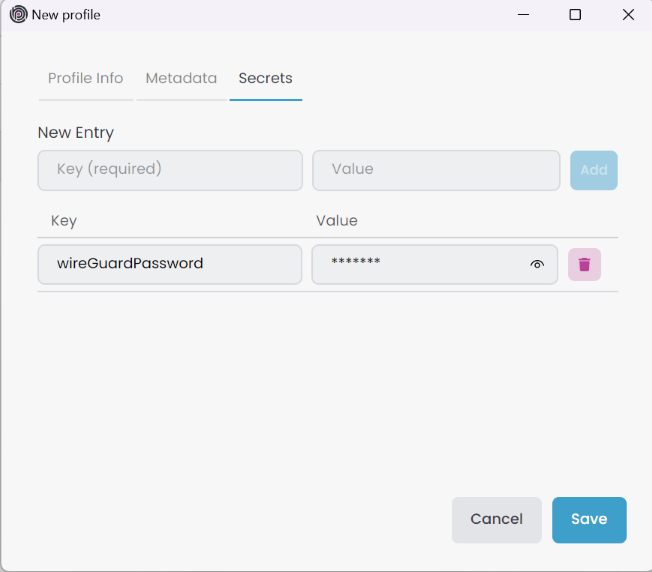 New profile
Profile Info Metadata Secrets
New Entry
Key (required) Value Add
Key Value
wireGuardPassword *******
Cancel Save